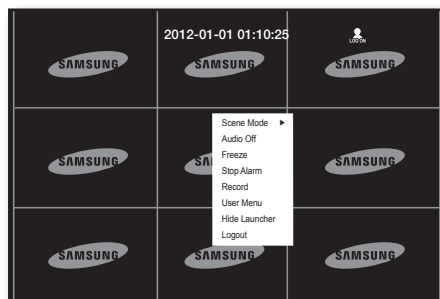 2012-01-01 01:10:25
LOG ON
SAMSUNG SAMSUNG SAMSUNG
Scene Mode
Audio Off
Freeze
SAMSUNG SAMSUNG
Stop Alarm
Record
User Menu
Hide Launcher
Logout
SAMSUNG SAMSUNG SAMSUNG